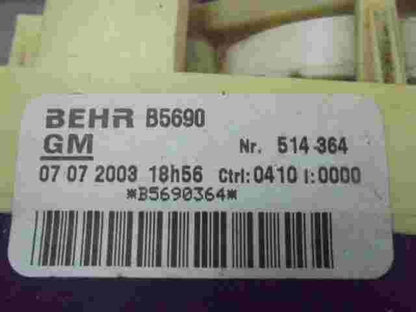 BEHR B5690
GM Nr. 514-364
07 07 2003 18h56 Ctrl:0410 I:0000
*B5690364*